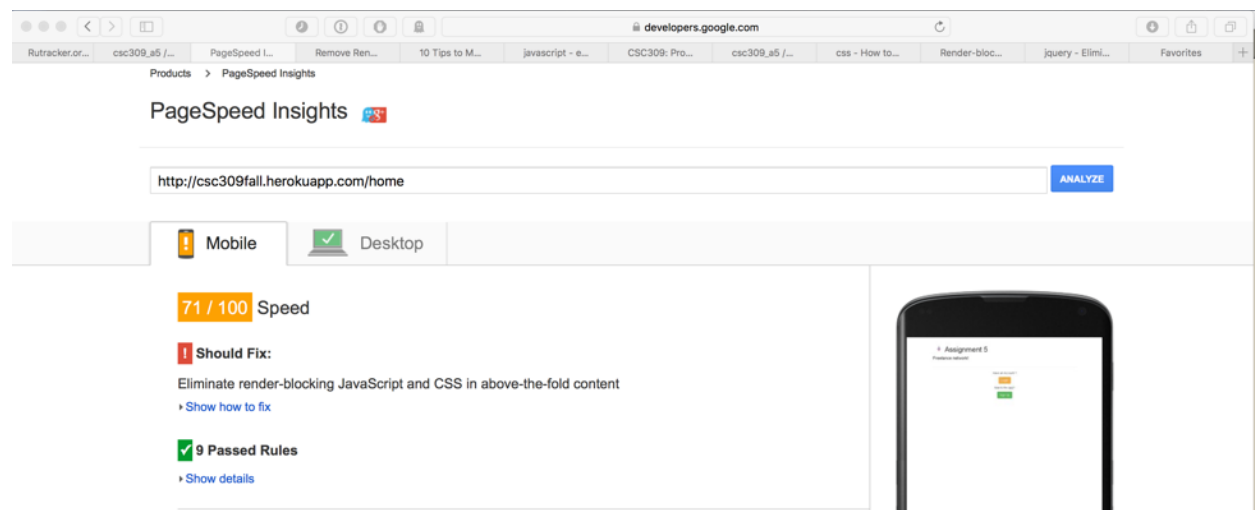 developers.google.com
Rutracker.or... csc309_a5 /... PageSpeed I... Remove Ren... 10 Tips to M... javascript - e... CSC309: Pro... csc309_a5 /... css - How to... Render-bloc... jquery - Elimi... Favorites +
Products > PageSpeed Insights
PageSpeed Insights
http://csc309fall.herokuapp.com/home ANALYZE
Mobile Desktop
71 / 100 Speed
! Should Fix:
Eliminate render-blocking JavaScript and CSS in above-the-fold content
Show how to fix
9 Passed Rules
Show details
Assignment 5